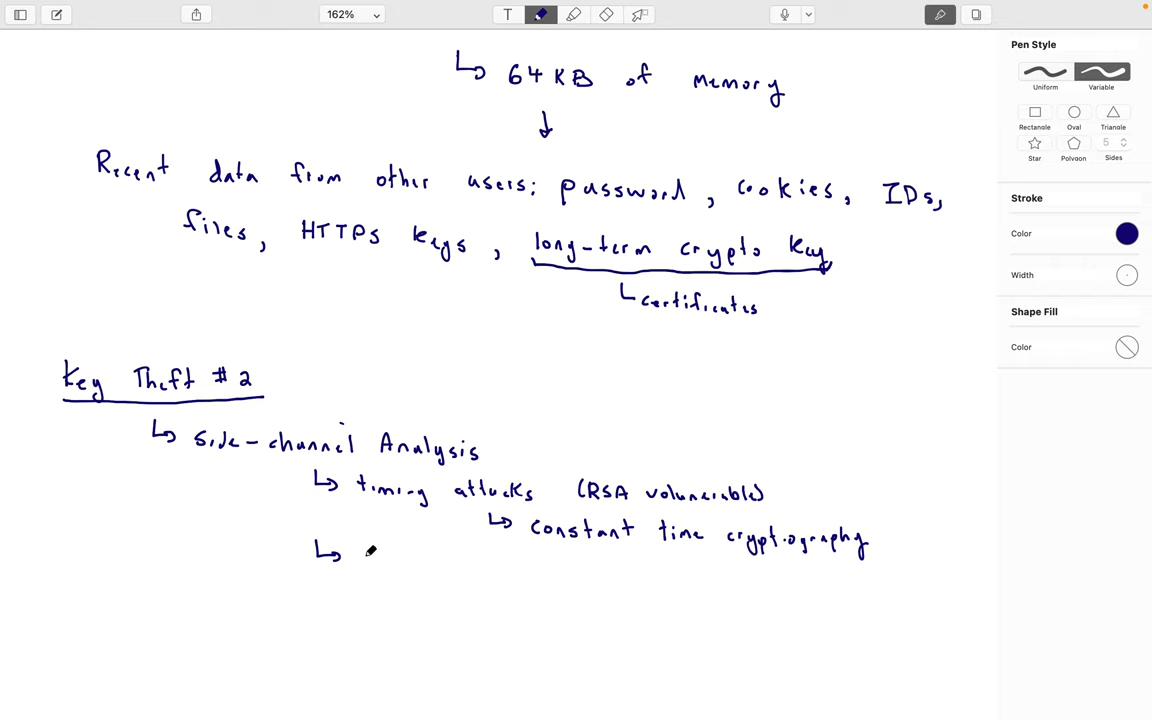 162%
T
Pen Style
Uniform Variable
Rectangle Oval Triangle
Star Polygon 5 Sides
Stroke
Color
Width
Shape Fill
Color
↳ 64 KB of memory
↓
Recent data from other users: password, cookies, IDs,
files, HTTPS keys, long-term crypto key
↳ certificates
Key Theft #2
↳ side-channel Analysis
↳ timing attacks (RSA volunerable)
↳ constant time cryptography
↳